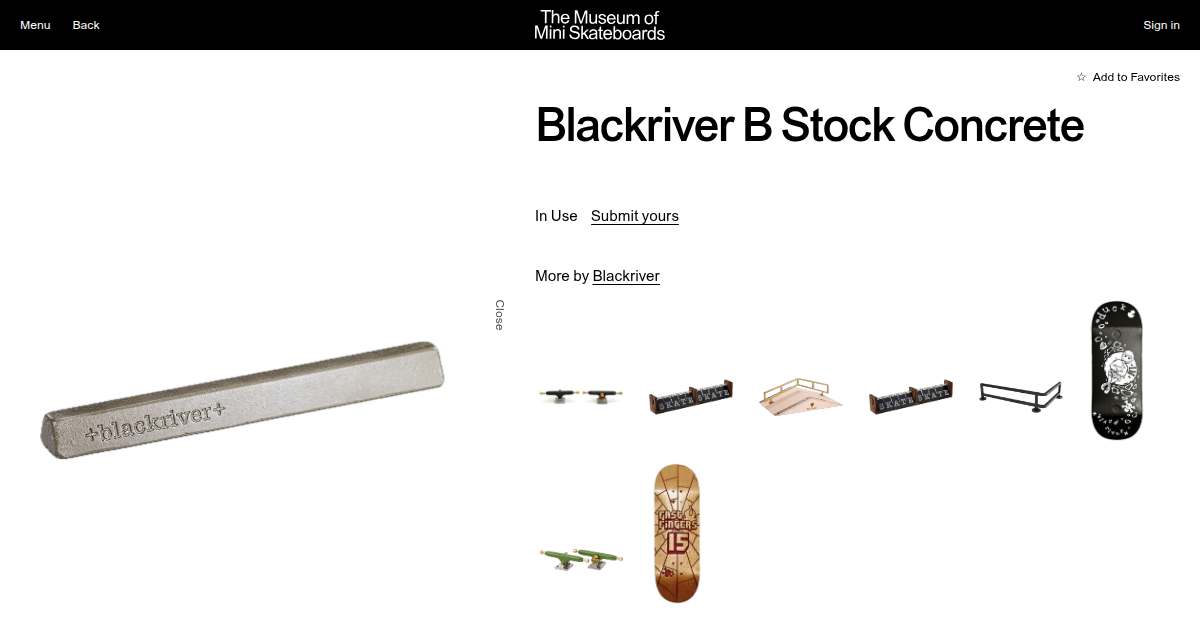 Menu
Back
The Museum of
Mini Skateboards
Sign in
☆ Add to Favorites
Blackriver B Stock Concrete
In Use
Submit yours
More by Blackriver
Close
+blackriver+
SKATE SKATE
SKATE SKATE
FAST
FINGERS
15